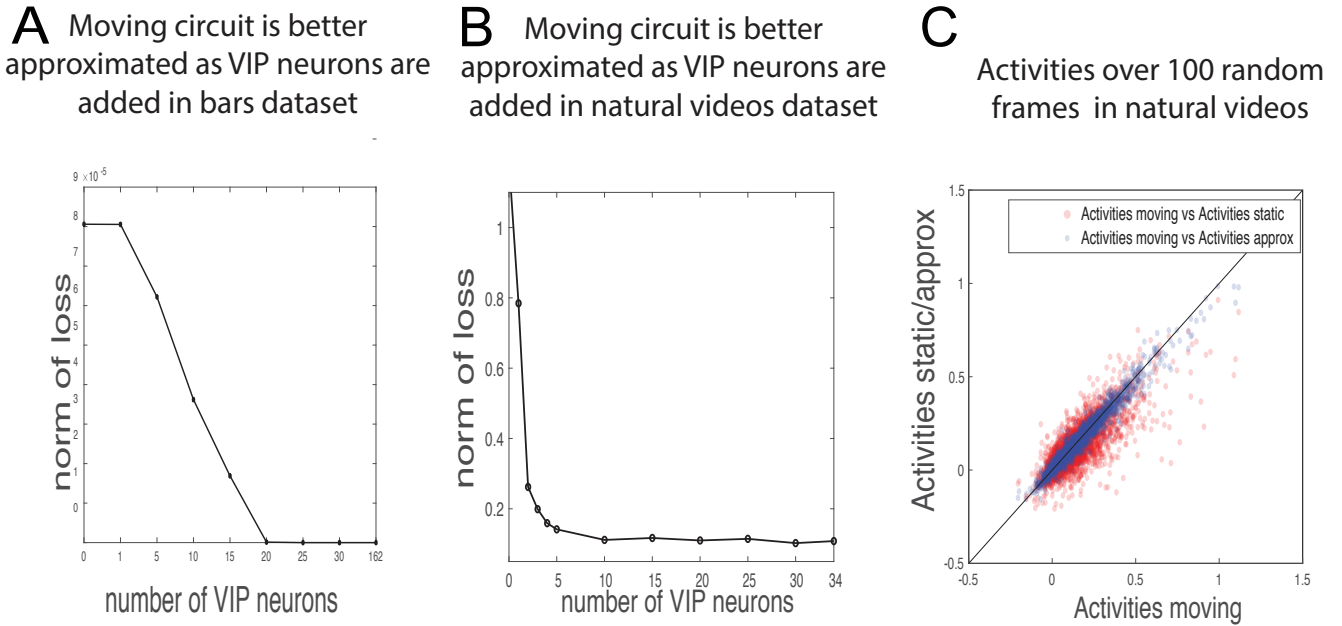 A
Moving circuit is better
approximated as VIP neurons are
added in bars dataset
9 ×10 -5
8
7
6
5
4
3
2
1
0
norm of loss
0 1 5 10 15 20 25 30 162
number of VIP neurons
B
Moving circuit is better
approximated as VIP neurons are
added in natural videos dataset
1
0.8
0.6
0.4
0.2
norm of loss
0 5 10 15 20 25 30 34
number of VIP neurons
C
Activities over 100 random
frames in natural videos
1.5
1
0.5
0
-0.5
Activities static/approx
Activities moving vs Activities static
Activities moving vs Activities approx
-0.5 0 0.5 1 1.5
Activities moving